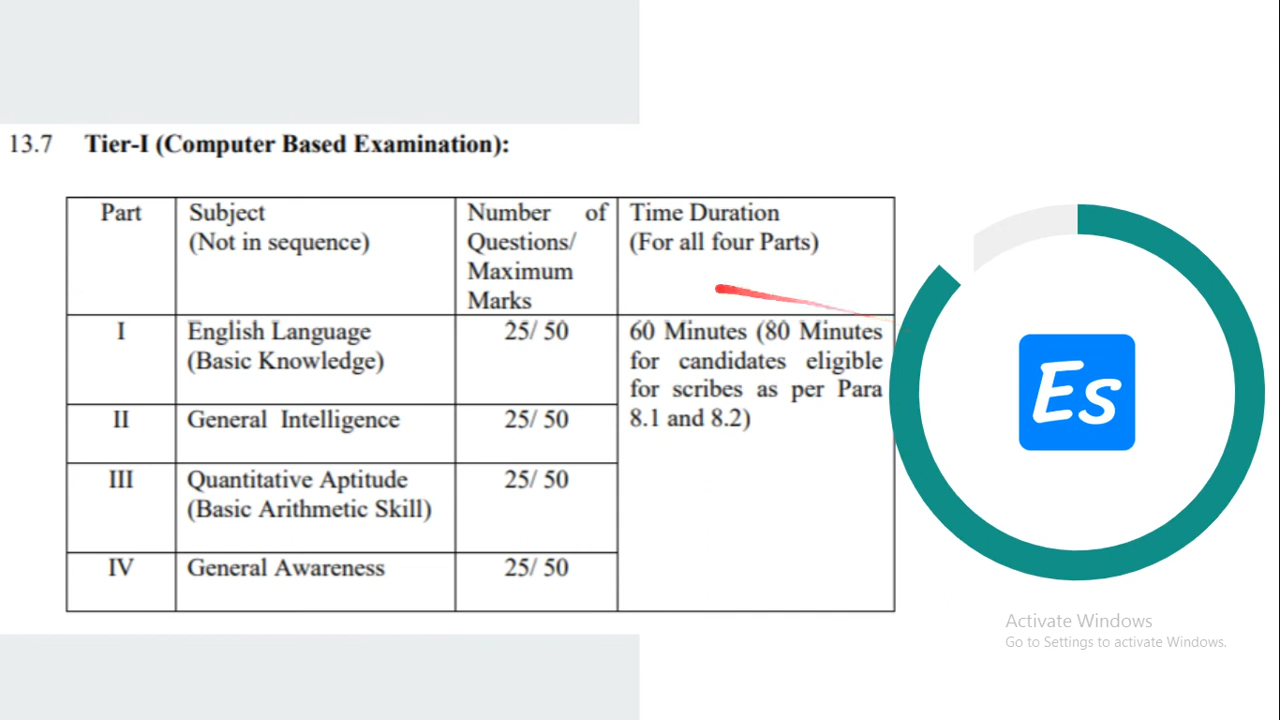 13.7 Tier-I (Computer Based Examination):
Part
Subject
(Not in sequence)
Number of
Questions/
Maximum
Marks
Time Duration
(For all four Parts)
I
English Language
(Basic Knowledge)
25/ 50
60 Minutes (80 Minutes
for candidates eligible
for scribes as per Para
8.1 and 8.2)
II
General Intelligence
25/ 50
III
Quantitative Aptitude
(Basic Arithmetic Skill)
25/ 50
IV
General Awareness
25/ 50
Es
Activate Windows
Go to Settings to activate Windows.